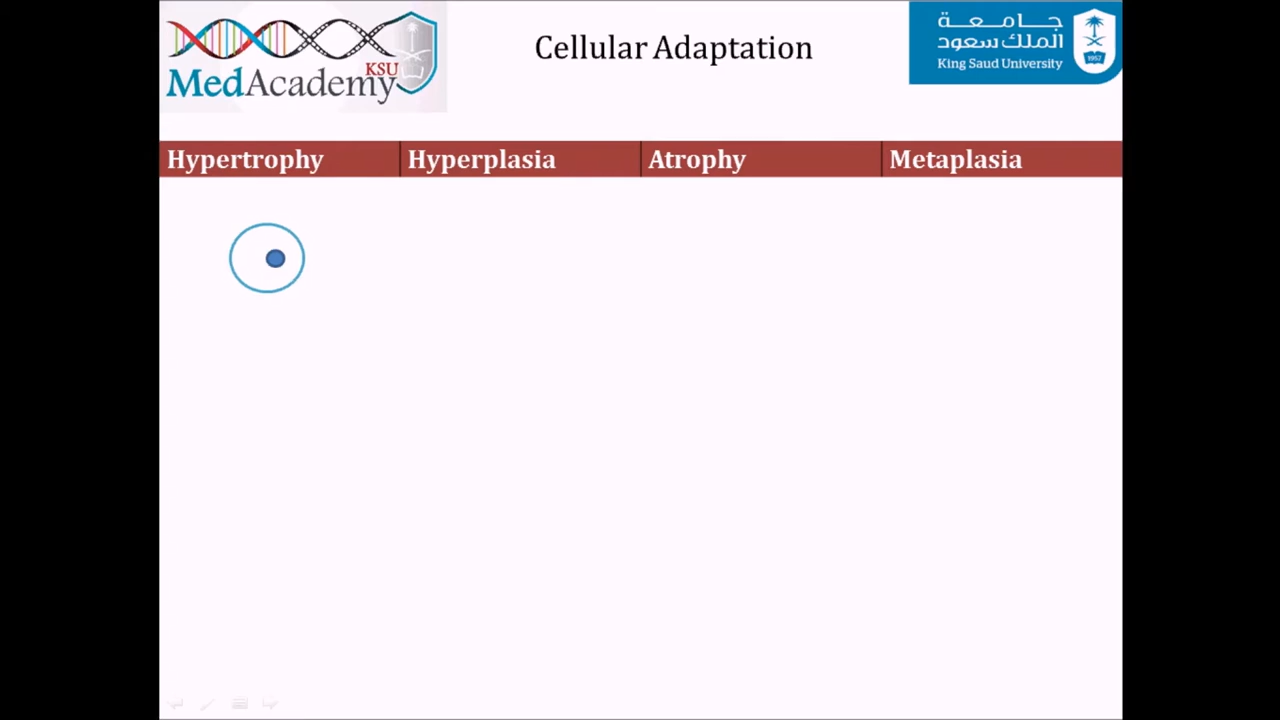 MedAcademy
KSU
Cellular Adaptation
جامعة
الملك سعود
King Saud University
1957
Hypertrophy
Hyperplasia
Atrophy
Metaplasia